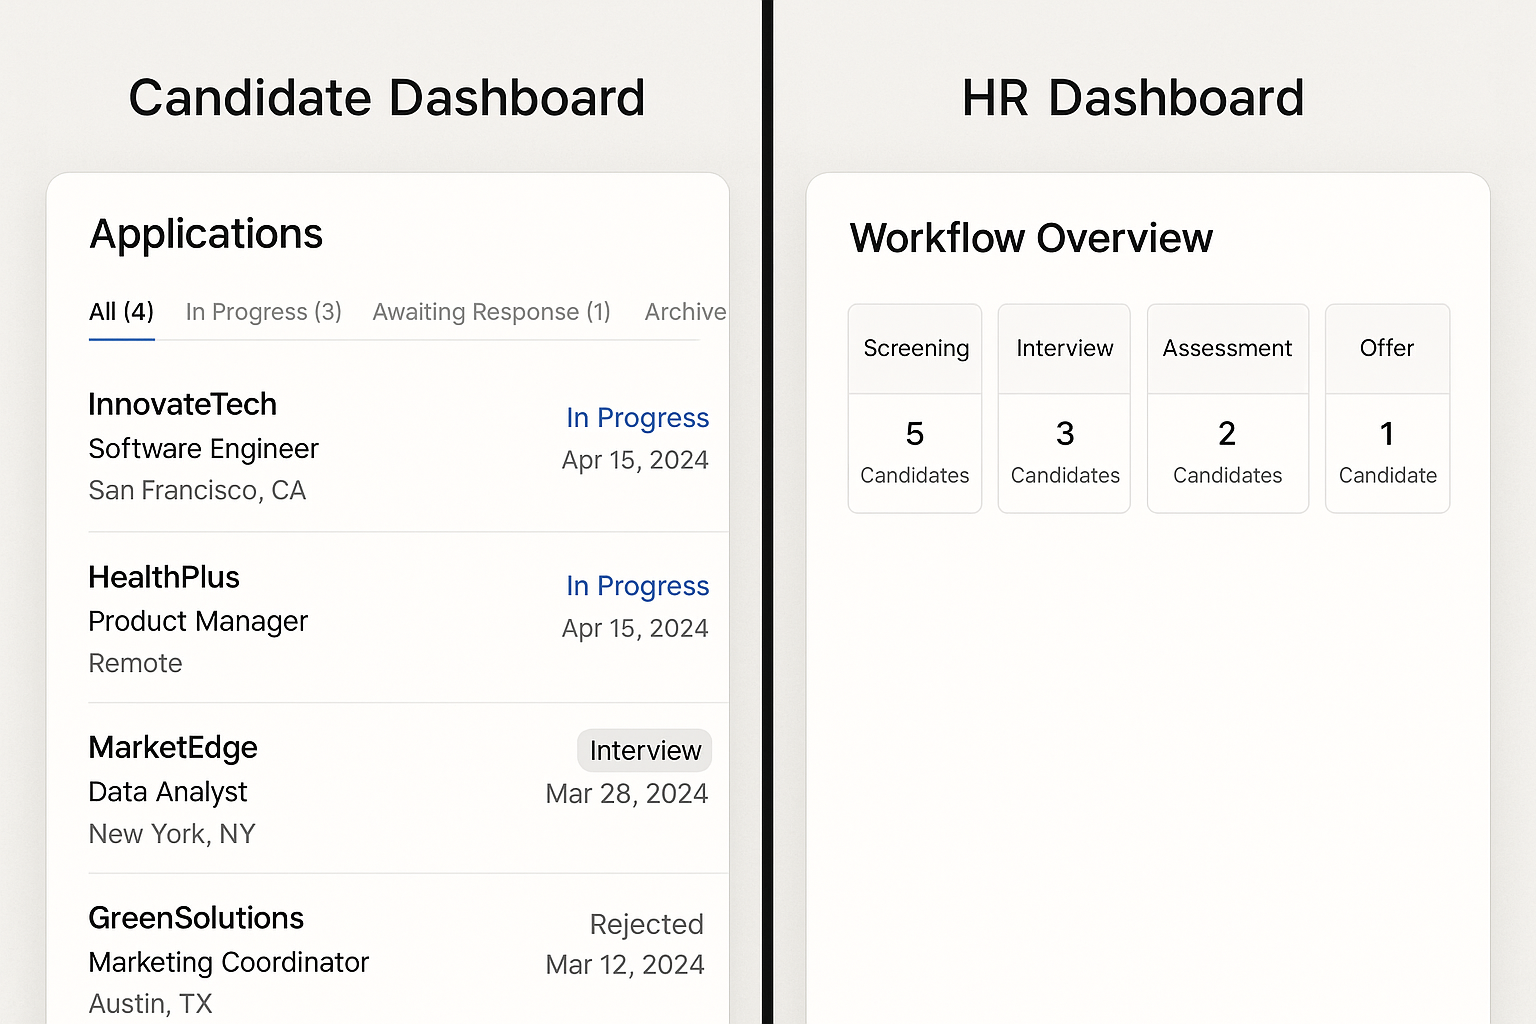 Candidate Dashboard
Applications
All (4) In Progress (3) Awaiting Response (1) Archive
InnovateTech
Software Engineer
San Francisco, CA
In Progress
Apr 15, 2024
HealthPlus
Product Manager
Remote
In Progress
Apr 15, 2024
MarketEdge
Data Analyst
New York, NY
Interview
Mar 28, 2024
GreenSolutions
Marketing Coordinator
Austin, TX
Rejected
Mar 12, 2024
HR Dashboard
Workflow Overview
Screening
5
Candidates
Interview
3
Candidates
Assessment
2
Candidates
Offer
1
Candidate